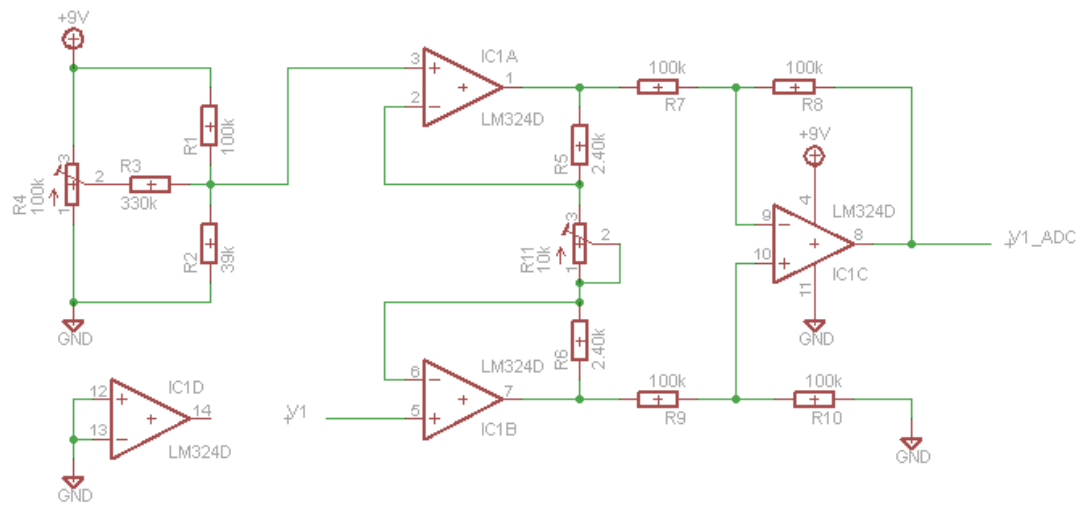 +9V
R4
100k
3
2
1
R3
330k
R1
100k
R2
39k
GND
3
2
1
IC1A
LM324D
R5
2.40k
R11
10k
3
2
1
R6
2.40k
6
5
7
LM324D
IC1B
V1
100k
R7
100k
R8
+9V
4
LM324D
9
10
8
11
IC1C
GND
V1_ADC
100k
R9
100k
R10
GND
12
13
14
IC1D
LM324D
GND